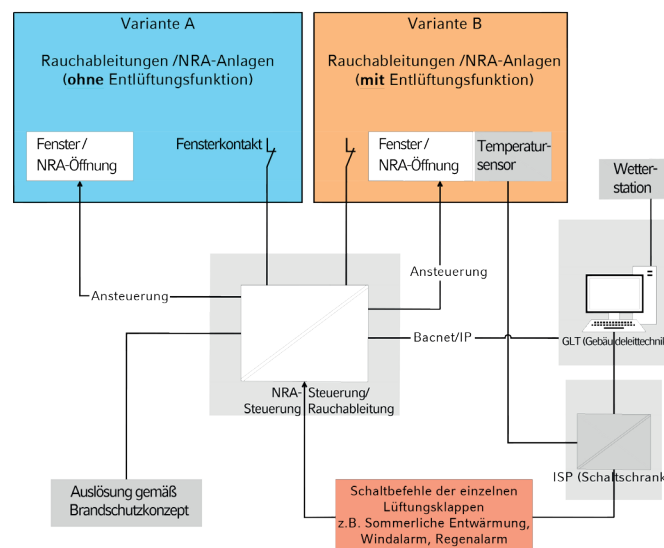 Variante A
Rauchableitungen /NRA-Anlagen
(ohne Entlüftungsfunktion)
Fenster /
NRA-Öffnung
Fensterkontakt
Variante B
Rauchableitungen /NRA-Anlagen
(mit Entlüftungsfunktion)
Fenster /
NRA-Öffnung
Temperatur-
sensor
Wetter-
station
Ansteuerung
Ansteuerung
Bacnet/IP
GLT (Gebäudeleittechnik
NRA-
Steuerung
Steuerung/
Rauchableitung
ISP (Schaltschrank
Auslösung gemäß
Brandschutzkonzept
Schaltbefehle der einzelnen
Lüftungsklappen
z.B. Sommerliche Entwärmung,
Windalarm, Regenalarm